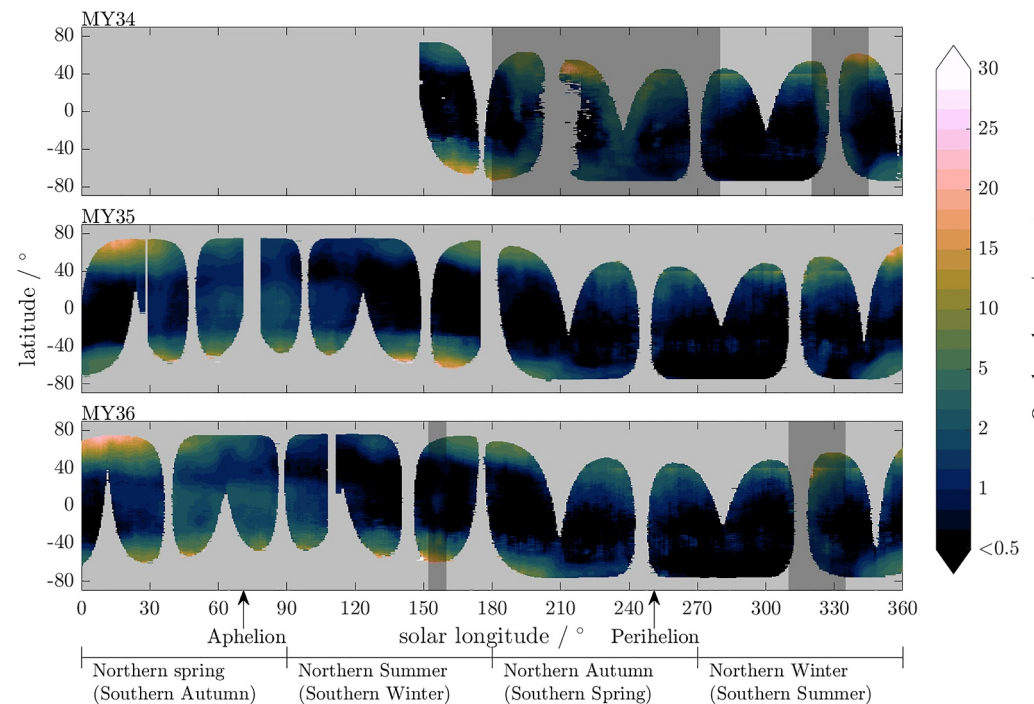 MY34
80
40
0
-40
-80
MY35
80
40
0
-40
-80
MY36
80
40
0
-40
-80
latitude / °
0 30 60 90 120 150 180 210 240 270 300 330 360
Aphelion solar longitude / ° Perihelion
Northern spring
(Southern Autumn)
Northern Summer
(Southern Winter)
Northern Autumn
(Southern Spring)
Northern Winter
(Southern Summer)
30
25
20
15
10
5
2
1
<0.5